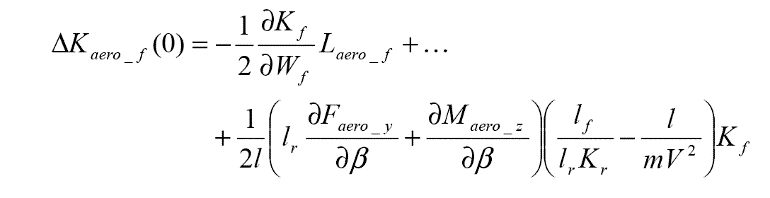 ΔK_{aero_f}(0) = -\frac{1}{2}\frac{∂K_f}{∂W_f}L_{aero_f} + …
+ \frac{1}{2l}\left(l_r\frac{∂F_{aero_y}}{∂β} + \frac{∂M_{aero_z}}{∂β}\right)\left(\frac{l_f}{l_r K_r} - \frac{l}{mV^2}\right)K_f